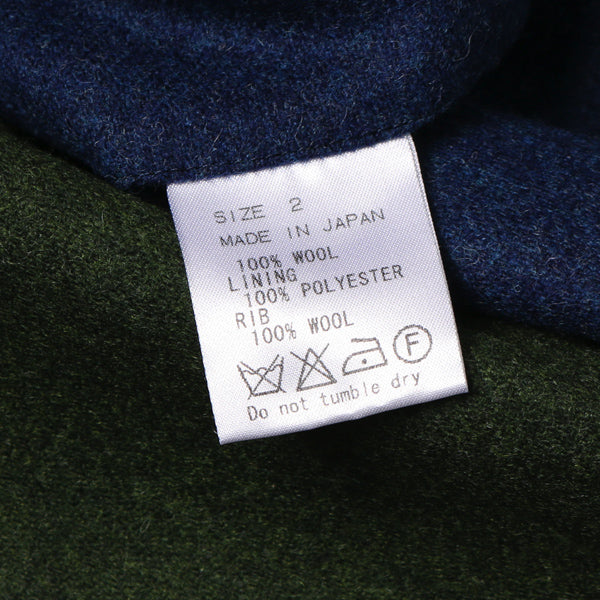 SIZE 2
MADE IN JAPAN
100% WOOL
LINING
100% POLYESTER
RIB
100% WOOL
F
Do not tumble dry